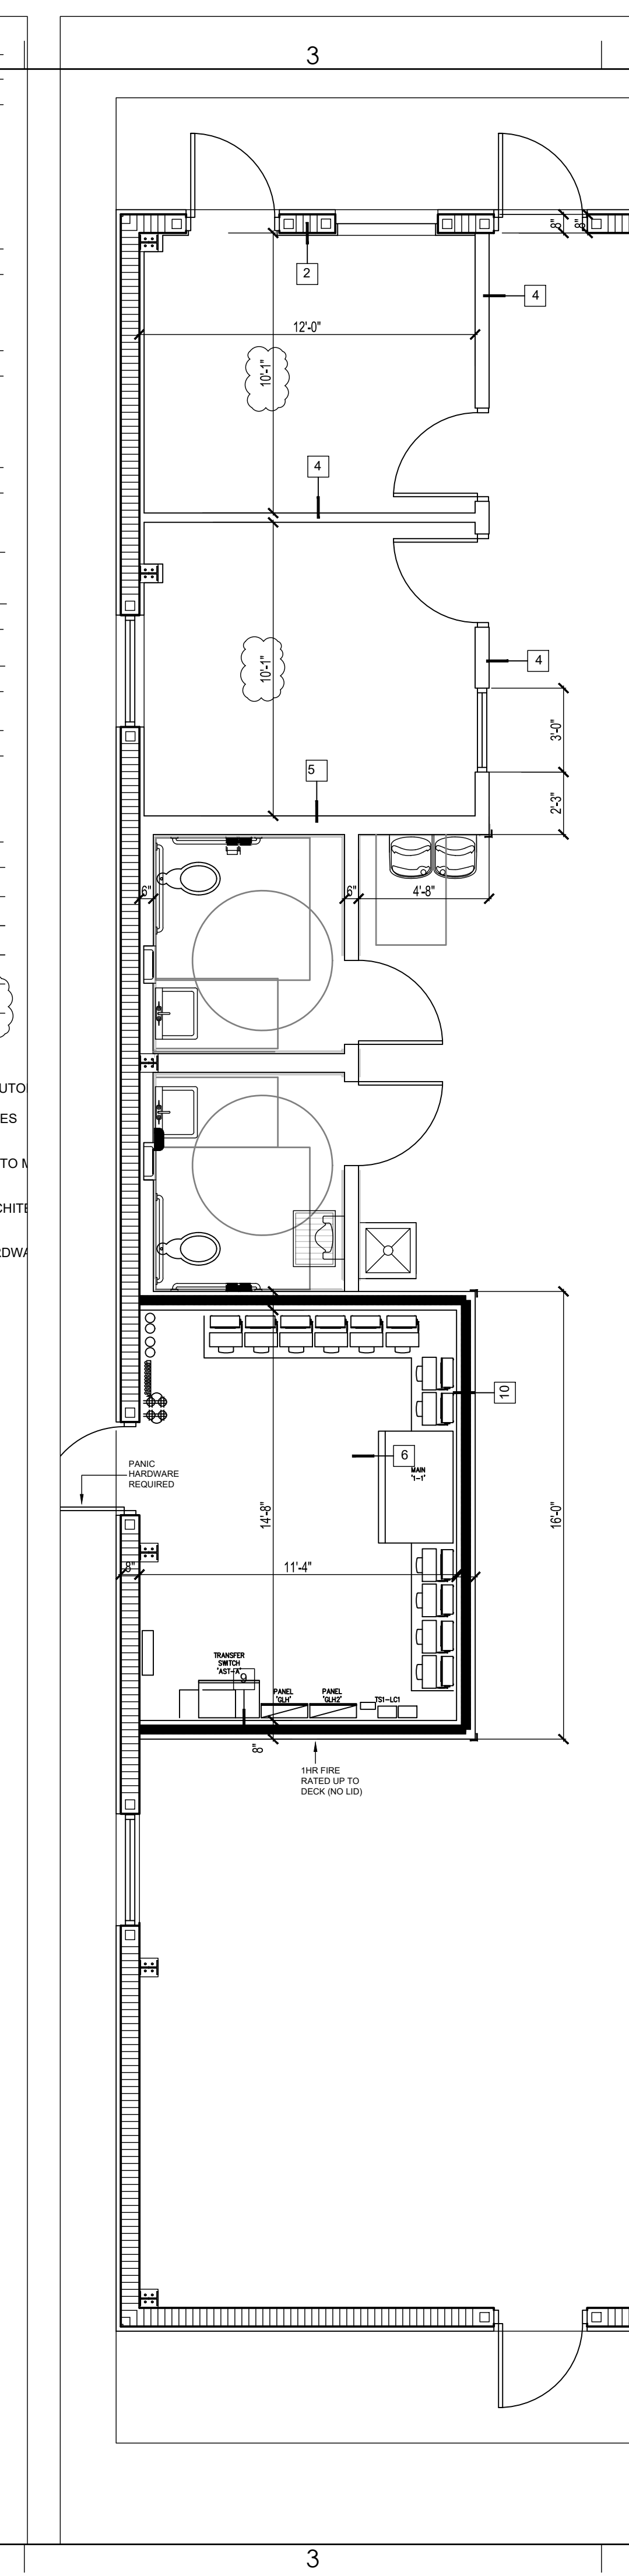 3
8"
8"
2
4
12'-0"
10'-1"
4
10'-1"
4
3'-0"
5
2'-3"
6"
6"
4'-8"
UTO
ES
TO
CHITE
RDWA
10
6
MAIN
'1-1'
PANIC
HARDWARE
REQUIRED
14'-8"
16'-0"
8"
11'-4"
TRANSFER
SWITCH
'AST-A'
9
PANEL
'GLH'
PANEL
'GLH2'
TS1-LC1
8"
1HR FIRE
RATED UP TO
DECK (NO LID)
3